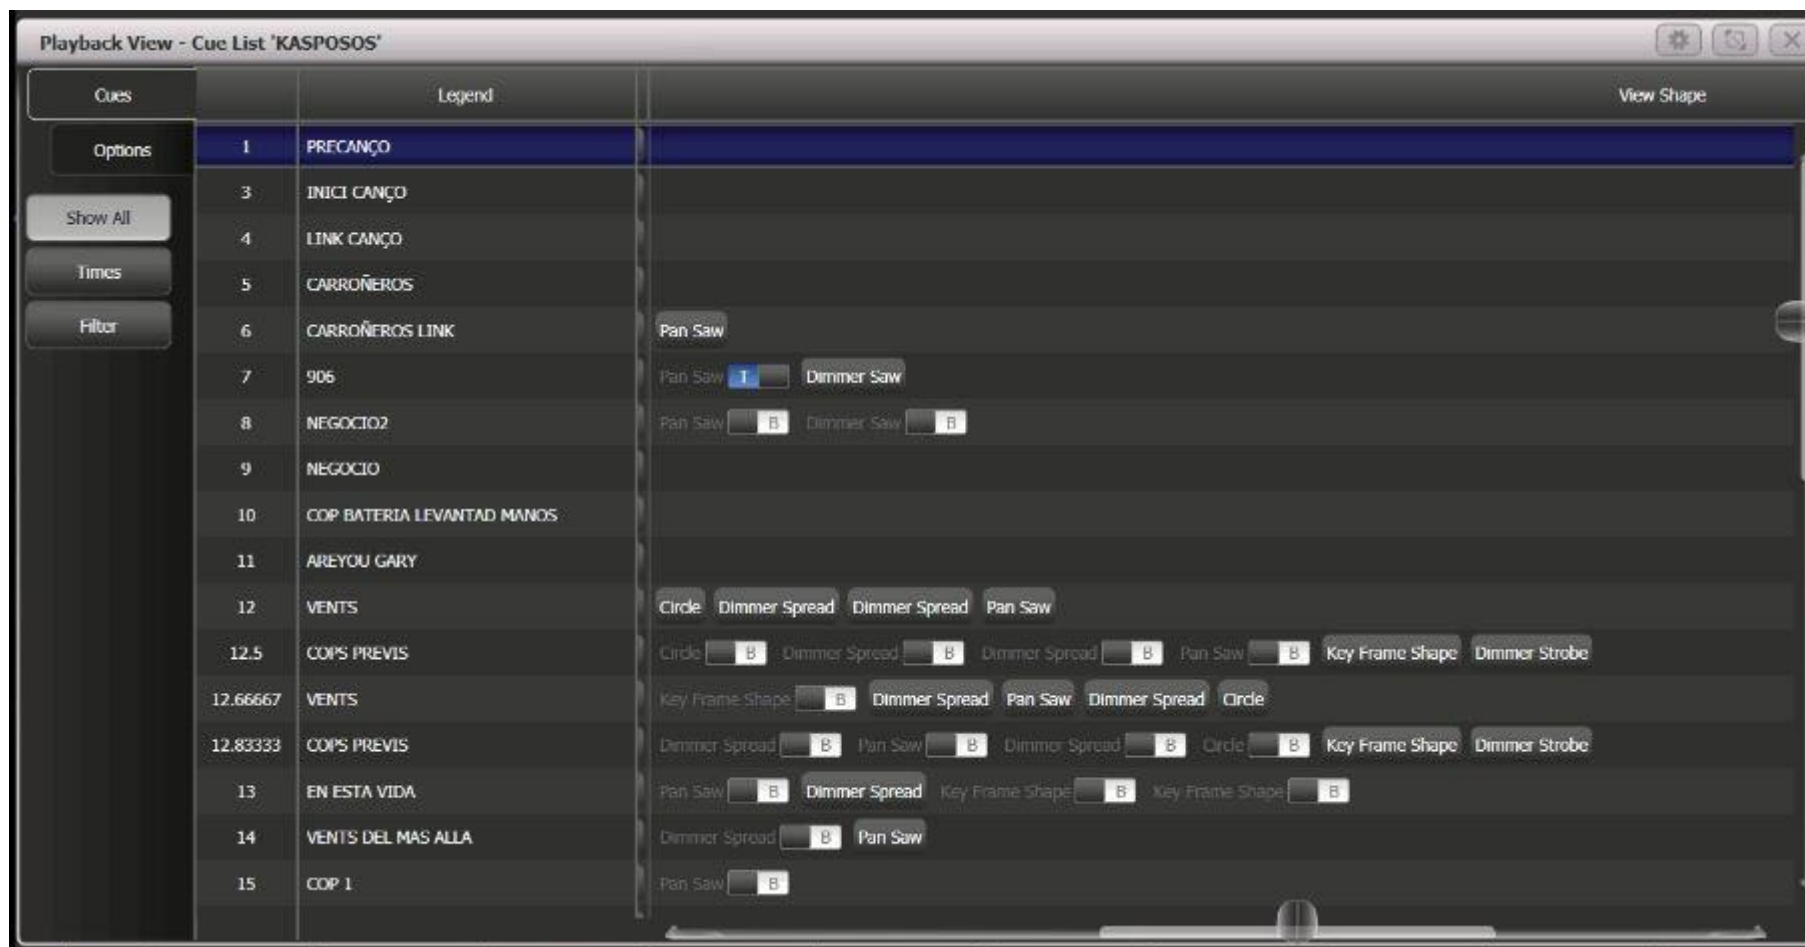 Playback View - Cue List 'KASPOSOS'
Cues Legend View Shape
Options 1 PRECANÇO
3 INICI CANÇO
Show All
4 LINK CANÇO
Times
5 CARROÑEROS
Filter
6 CARROÑEROS LINK Pan Saw
7 906 Pan Saw T Dimmer Saw
8 NEGOCIO2 Pan Saw B Dimmer Saw B
9 NEGOCIO
10 COP BATERIA LEVANTAD MANOS
11 AREYOU GARY
12 VENTS Circle Dimmer Spread Dimmer Spread Pan Saw
12.5 COPS PREVIS Circle B Dimmer Spread B Dimmer Spread B Pan Saw B Key Frame Shape Dimmer Strobe
12.66667 VENTS Key Frame Shape B Dimmer Spread Pan Saw Dimmer Spread Circle
12.83333 COPS PREVIS Dimmer Spread B Pan Saw B Dimmer Spread B Circle B Key Frame Shape Dimmer Strobe
13 EN ESTA VIDA Pan Saw B Dimmer Spread Key Frame Shape B Key Frame Shape B
14 VENTS DEL MAS ALLA Dimmer Spread B Pan Saw
15 COP 1 Pan Saw B